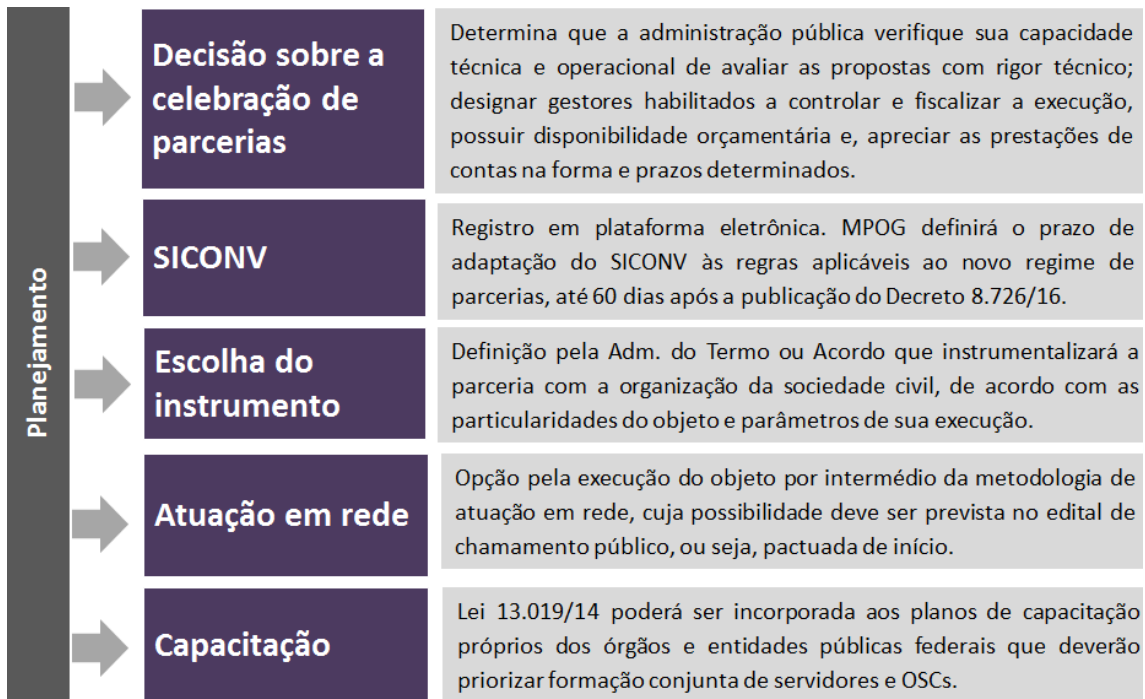 Planejamento
Decisão sobre a
celebração de
parcerias
Determina que a administração pública verifique sua capacidade
técnica e operacional de avaliar as propostas com rigor técnico;
designar gestores habilitados a controlar e fiscalizar a execução,
possuir disponibilidade orçamentária e, apreciar as prestações de
contas na forma e prazos determinados.
SICONV
Registro em plataforma eletrônica. MPOG definirá o prazo de
adaptação do SICONV às regras aplicáveis ao novo regime de
parcerias, até 60 dias após a publicação do Decreto 8.726/16.
Escolha do
instrumento
Definição pela Adm. do Termo ou Acordo que instrumentalizará a
parceria com a organização da sociedade civil, de acordo com as
particularidades do objeto e parâmetros de sua execução.
Atuação em rede
Opção pela execução do objeto por intermédio da metodologia de
atuação em rede, cuja possibilidade deve ser prevista no edital de
chamamento público, ou seja, pactuada de início.
Capacitação
Lei 13.019/14 poderá ser incorporada aos planos de capacitação
próprios dos órgãos e entidades públicas federais que deverão
priorizar formação conjunta de servidores e OSCs.